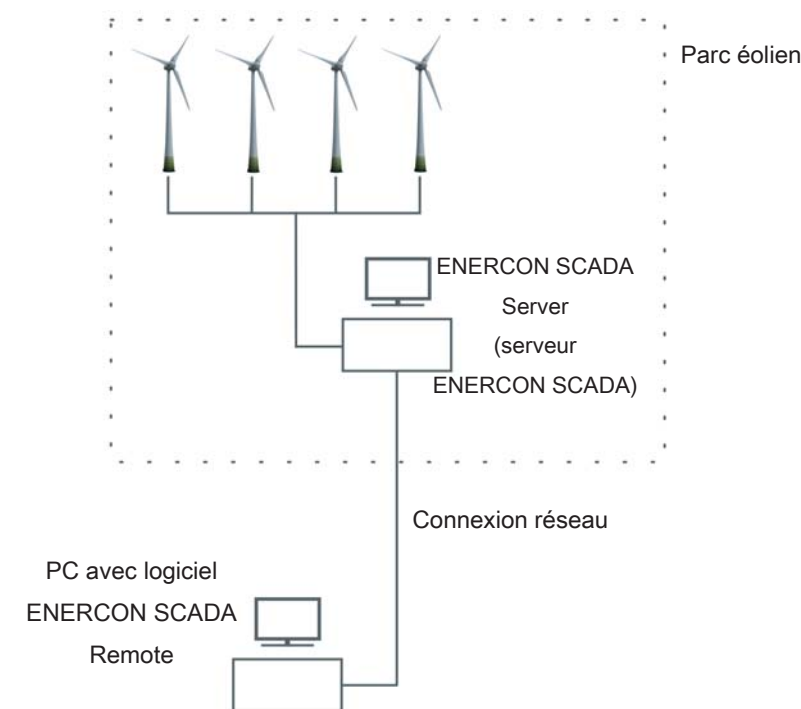 Parc éolien
ENERCON SCADA
Server
(serveur
ENERCON SCADA)
Connexion réseau
PC avec logiciel
ENERCON SCADA
Remote